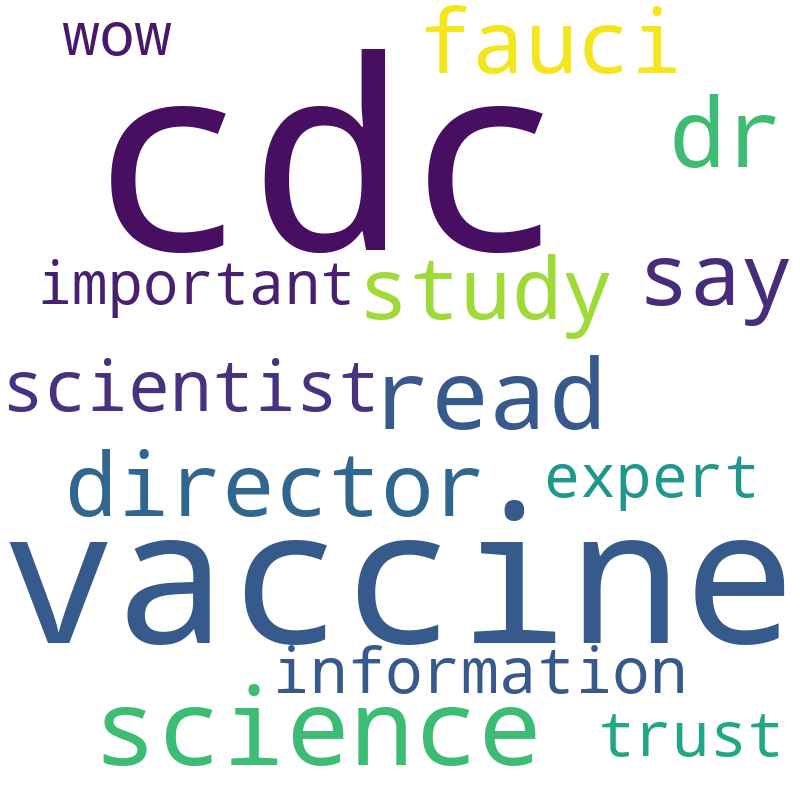 wow fauci
cdc dr
important study say
scientist read
director expert
vaccine
information
science trust